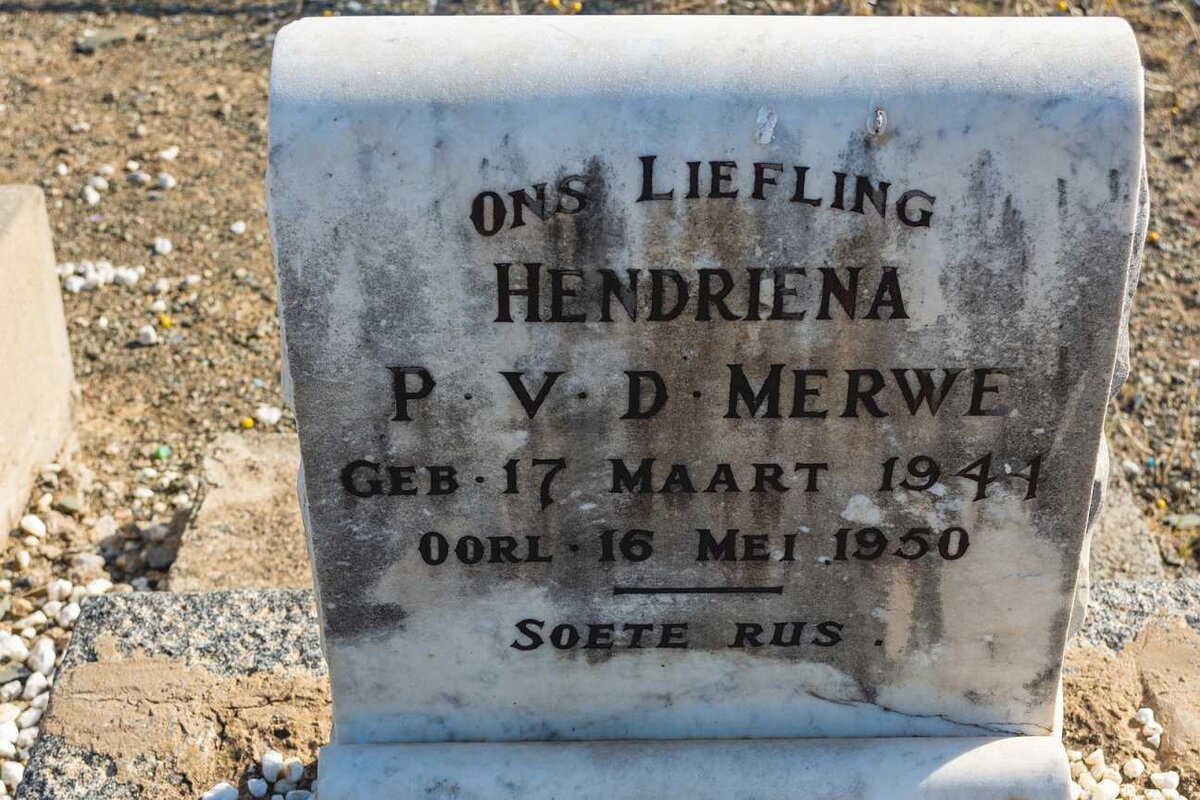 ONS LIEFLING
HENDRIENA
P·V·D·MERWE
GEB·17 MAART 1944
OORL·16 MEI 1950
SOETE RUS.